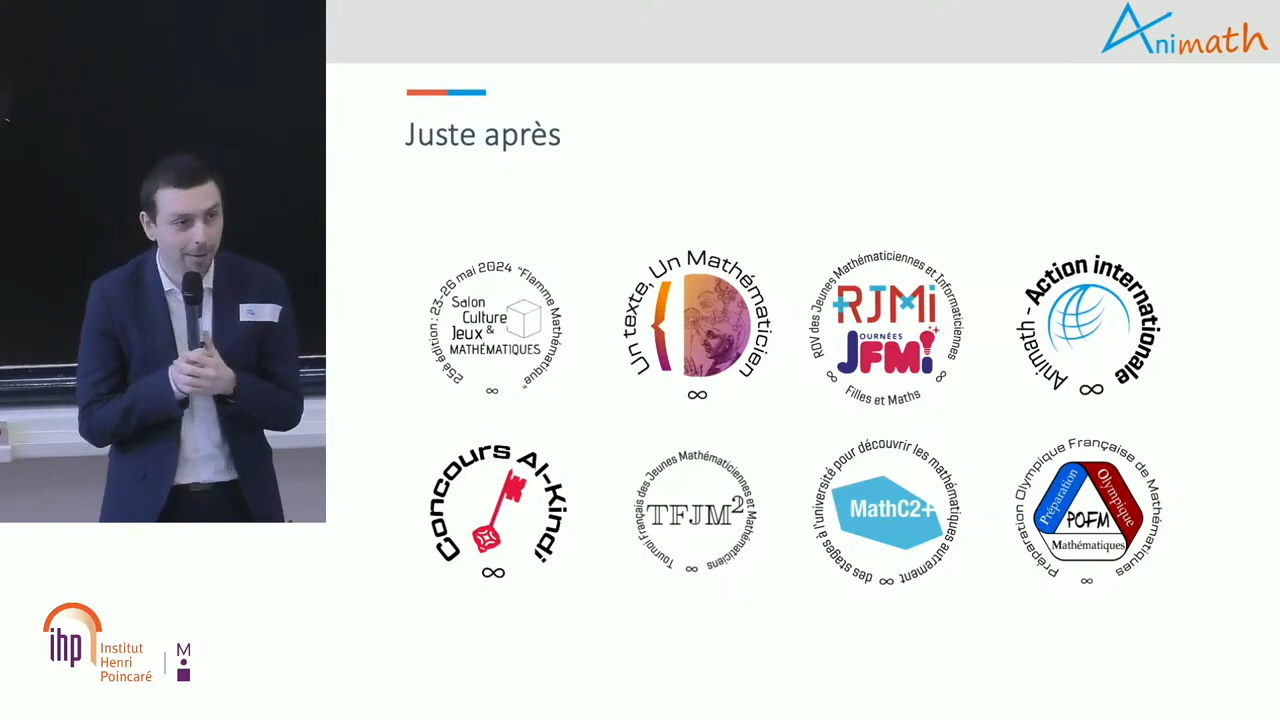 Animath
Juste après
25è édition : 23-26 mai 2024 "Flamme Mathématique"
Salon
Culture
Jeux &
MATHÉMATIQUES
∞
Un texte, Un Mathématicien
∞
RDV des Jeunes Mathématiciennes et Informaticiennes
RJMi
JOURNÉES
JFMi
∞ ∞
Filles et Maths
Animath - Action internationale
∞
Concours Al-Kindi
∞
Tournoi Français des Jeunes Mathématiciennes et Mathématiciens
TFJM²
∞
des stages à l'université pour découvrir les mathématiques autrement
MathC2+
∞
Préparation Olympique Française de Mathématiques
Préparation
Olympique
POFM
Mathématiques
∞
ihp
Institut
Henri
Poincaré
M